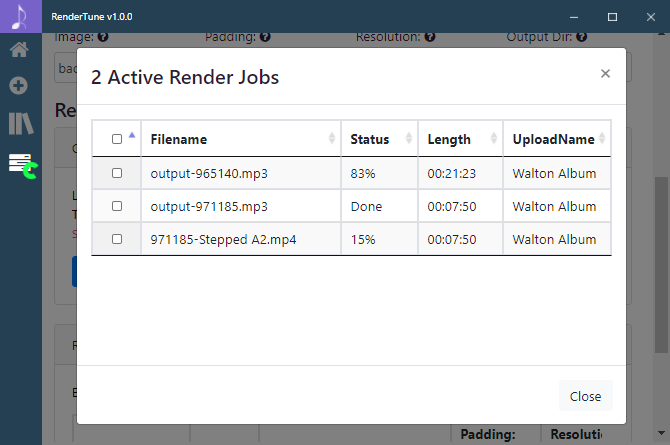 RenderTune v1.0.0
Image: Padding: Resolution: Output Dir:
bac
2 Active Render Jobs
×
Re
Filename Status Length UploadName
output-965140.mp3 83% 00:21:23 Walton Album
output-971185.mp3 Done 00:07:50 Walton Album
971185-Stepped A2.mp4 15% 00:07:50 Walton Album
Close
Padding: Resolutio